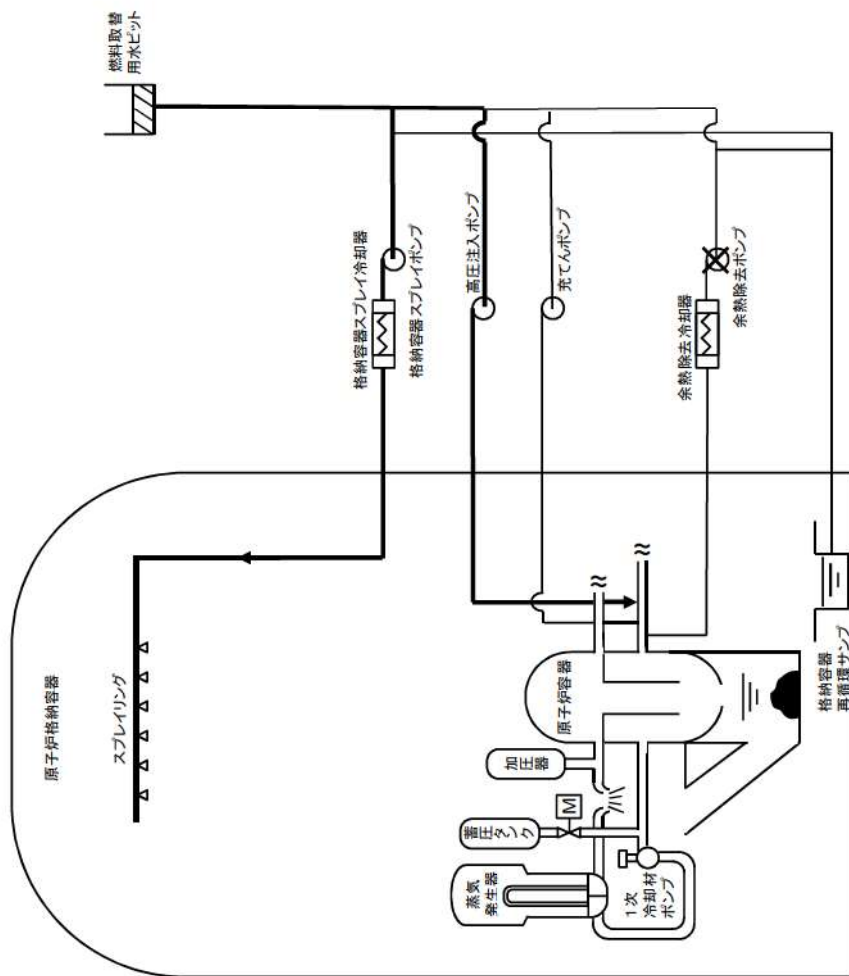 燃料取替
用水ピット
原子炉格納容器
スプレイリング
格納容器スプレイ冷却器
格納容器スプレイポンプ
高圧注入ポンプ
充てんポンプ
余熱除去冷却器
余熱除去ポンプ
原子炉容器
加圧
器
蓄圧タ
ンク
M
蒸気
発生器
1次
冷却材
ポンプ
格納容器
再循環サンプ